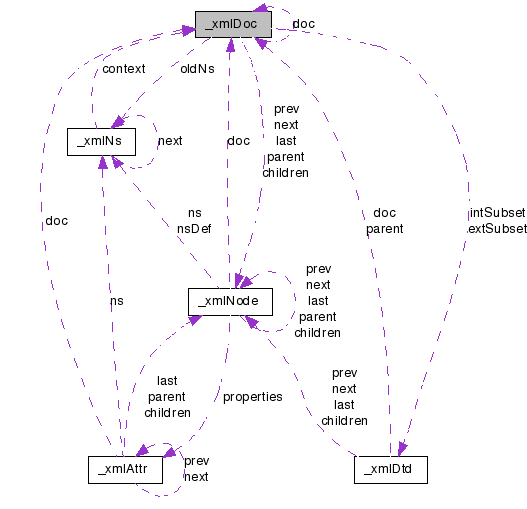 _xmlDoc
doc
context
oldNs
prev
next
last
parent
children
_xmlNs
next
doc
ns
nsDef
doc
parent
intSubset
extSubset
doc
ns
_xmlNode
prev
next
last
parent
children
last
parent
children
properties
prev
next
last
children
_xmlAttr
prev
next
_xmlDtd